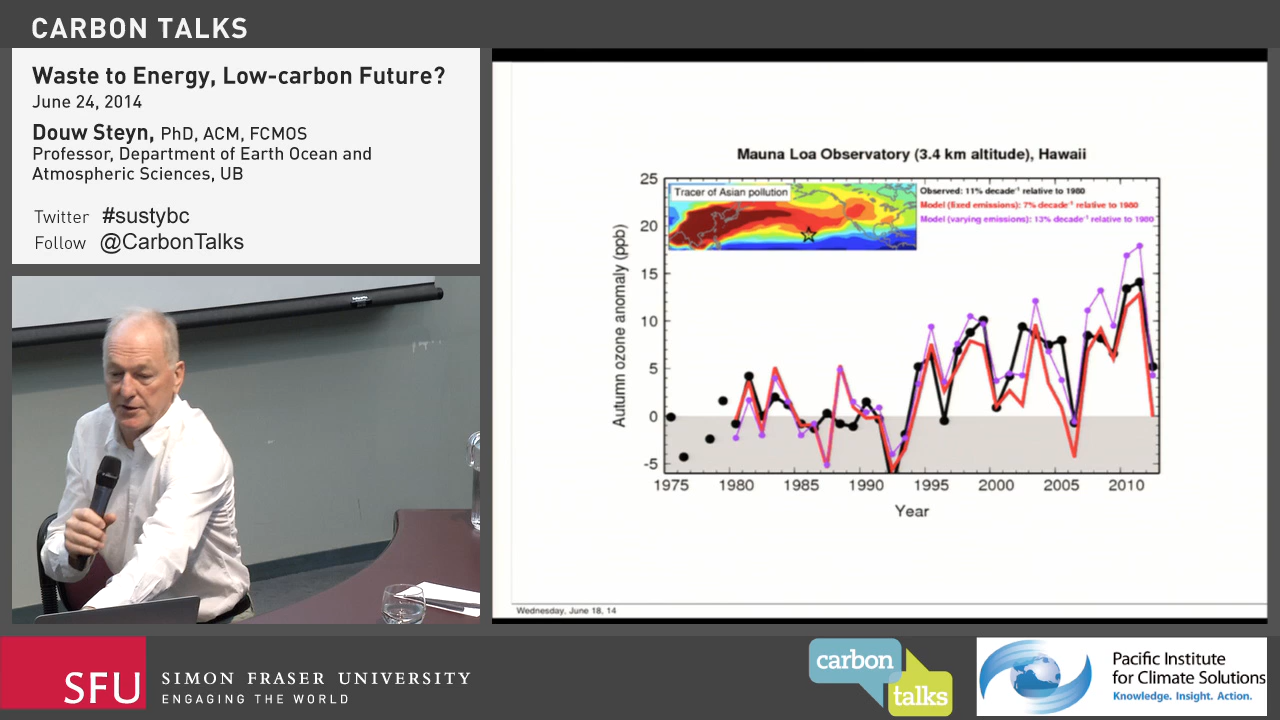 CARBON TALKS
Waste to Energy, Low-carbon Future?
June 24, 2014
Douw Steyn, PhD, ACM, FCMOS
Professor, Department of Earth Ocean and
Atmospheric Sciences, UB
Twitter #sustybc
Follow @CarbonTalks
Mauna Loa Observatory (3.4 km altitude), Hawaii
Tracer of Asian pollution
Observed: 11% decade⁻¹ relative to 1980
Model (fixed emissions): 7% decade⁻¹ relative to 1980
Model (varying emissions): 13% decade⁻¹ relative to 1980
Autumn ozone anomaly (ppb)
25
20
15
10
5
0
-5
1975 1980 1985 1990 1995 2000 2005 2010
Year
Wednesday, June 18, 14
SFU
SIMON FRASER UNIVERSITY
ENGAGING THE WORLD
carbon
talks
Pacific Institute
for Climate Solutions
Knowledge. Insight. Action.